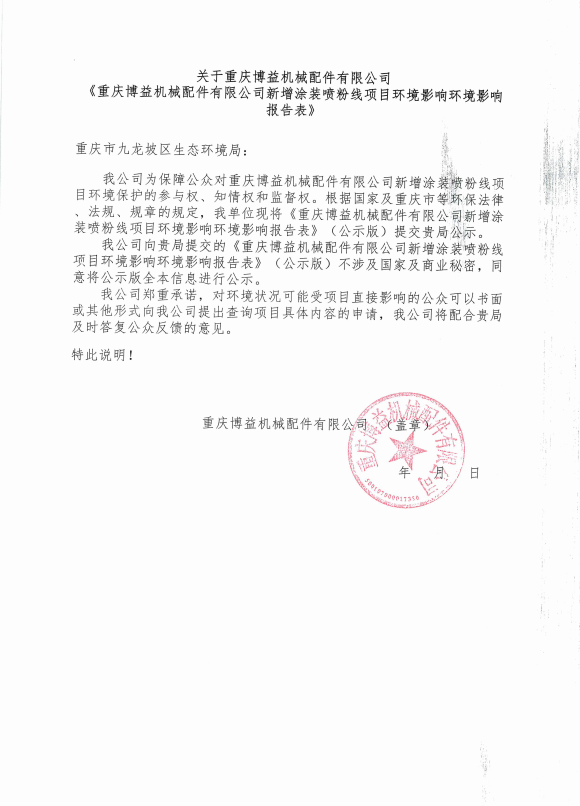 关于重庆博益机械配件有限公司
《重庆博益机械配件有限公司新增涂装喷粉线项目环境影响环境影响
报告表》
重庆市九龙坡区生态环境局：
我公司为保障公众对重庆博益机械配件有限公司新增涂装喷粉线项
目环境保护的参与权、知情权和监督权。根据国家及重庆市等环保法律
、法规、规章的规定，我单位现将《重庆博益机械配件有限公司新增涂
装喷粉线项目环境影响环境影响报告表》（公示版）提交贵局公示。
我公司向贵局提交的《重庆博益机械配件有限公司新增涂装喷粉线
项目环境影响环境影响报告表》（公示版）不涉及国家及商业秘密，同
意将公示版全本信息进行公示。
我公司郑重承诺，对环境状况可能受项目直接影响的公众可以书面
或其他形式向我公司提出查询项目具体内容的申请，我公司将配合贵局
及时答复公众反馈的意见。
特此说明！
重庆博益机械配件有限公司 （盖章）
重庆博益机械配件有限公司
年 月 日